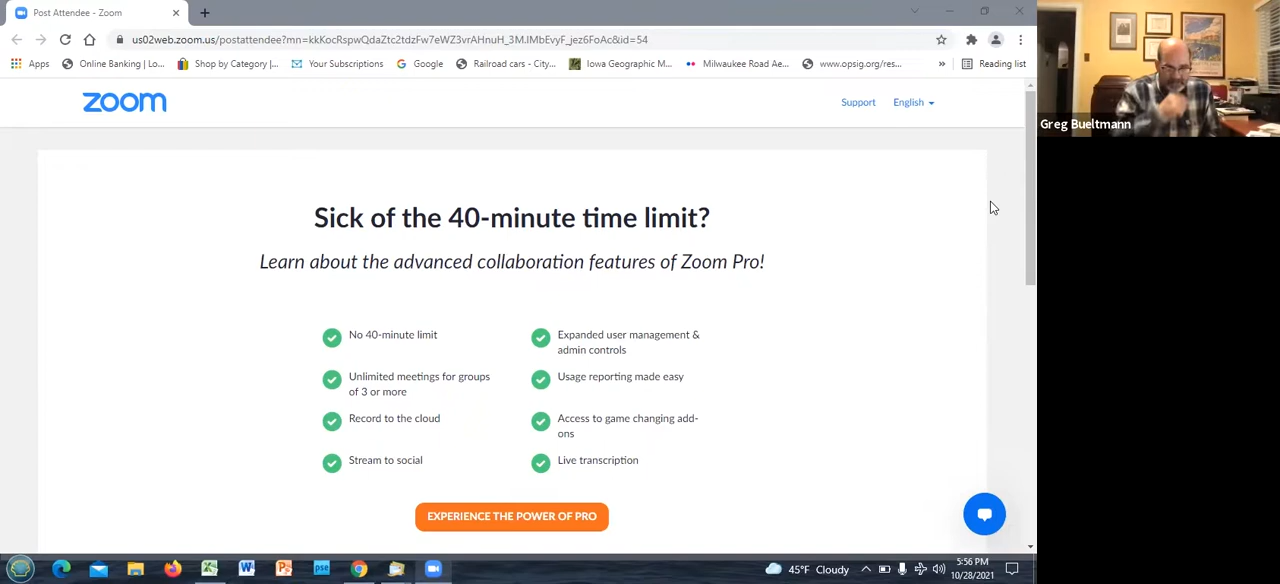 Post Attendee - Zoom
us02web.zoom.us/postattendee?mn=kkKocRspwQdaZtc2tdzFw7eWZ3vrAHnuH_3M.IMbEvyF_jez6FoAc&id=54
Apps
Online Banking | Lo...
Shop by Category |...
Your Subscriptions
Google
Railroad cars - City...
Iowa Geographic M...
Milwaukee Road Ae...
www.opsig.org/res...
»
Reading list
zoom
Support
English
Greg Bueltmann
Sick of the 40-minute time limit?
Learn about the advanced collaboration features of Zoom Pro!
No 40-minute limit
Unlimited meetings for groups
of 3 or more
Record to the cloud
Stream to social
Expanded user management &
admin controls
Usage reporting made easy
Access to game changing add-
ons
Live transcription
EXPERIENCE THE POWER OF PRO
pse
45°F Cloudy
5:56 PM
10/28/2021